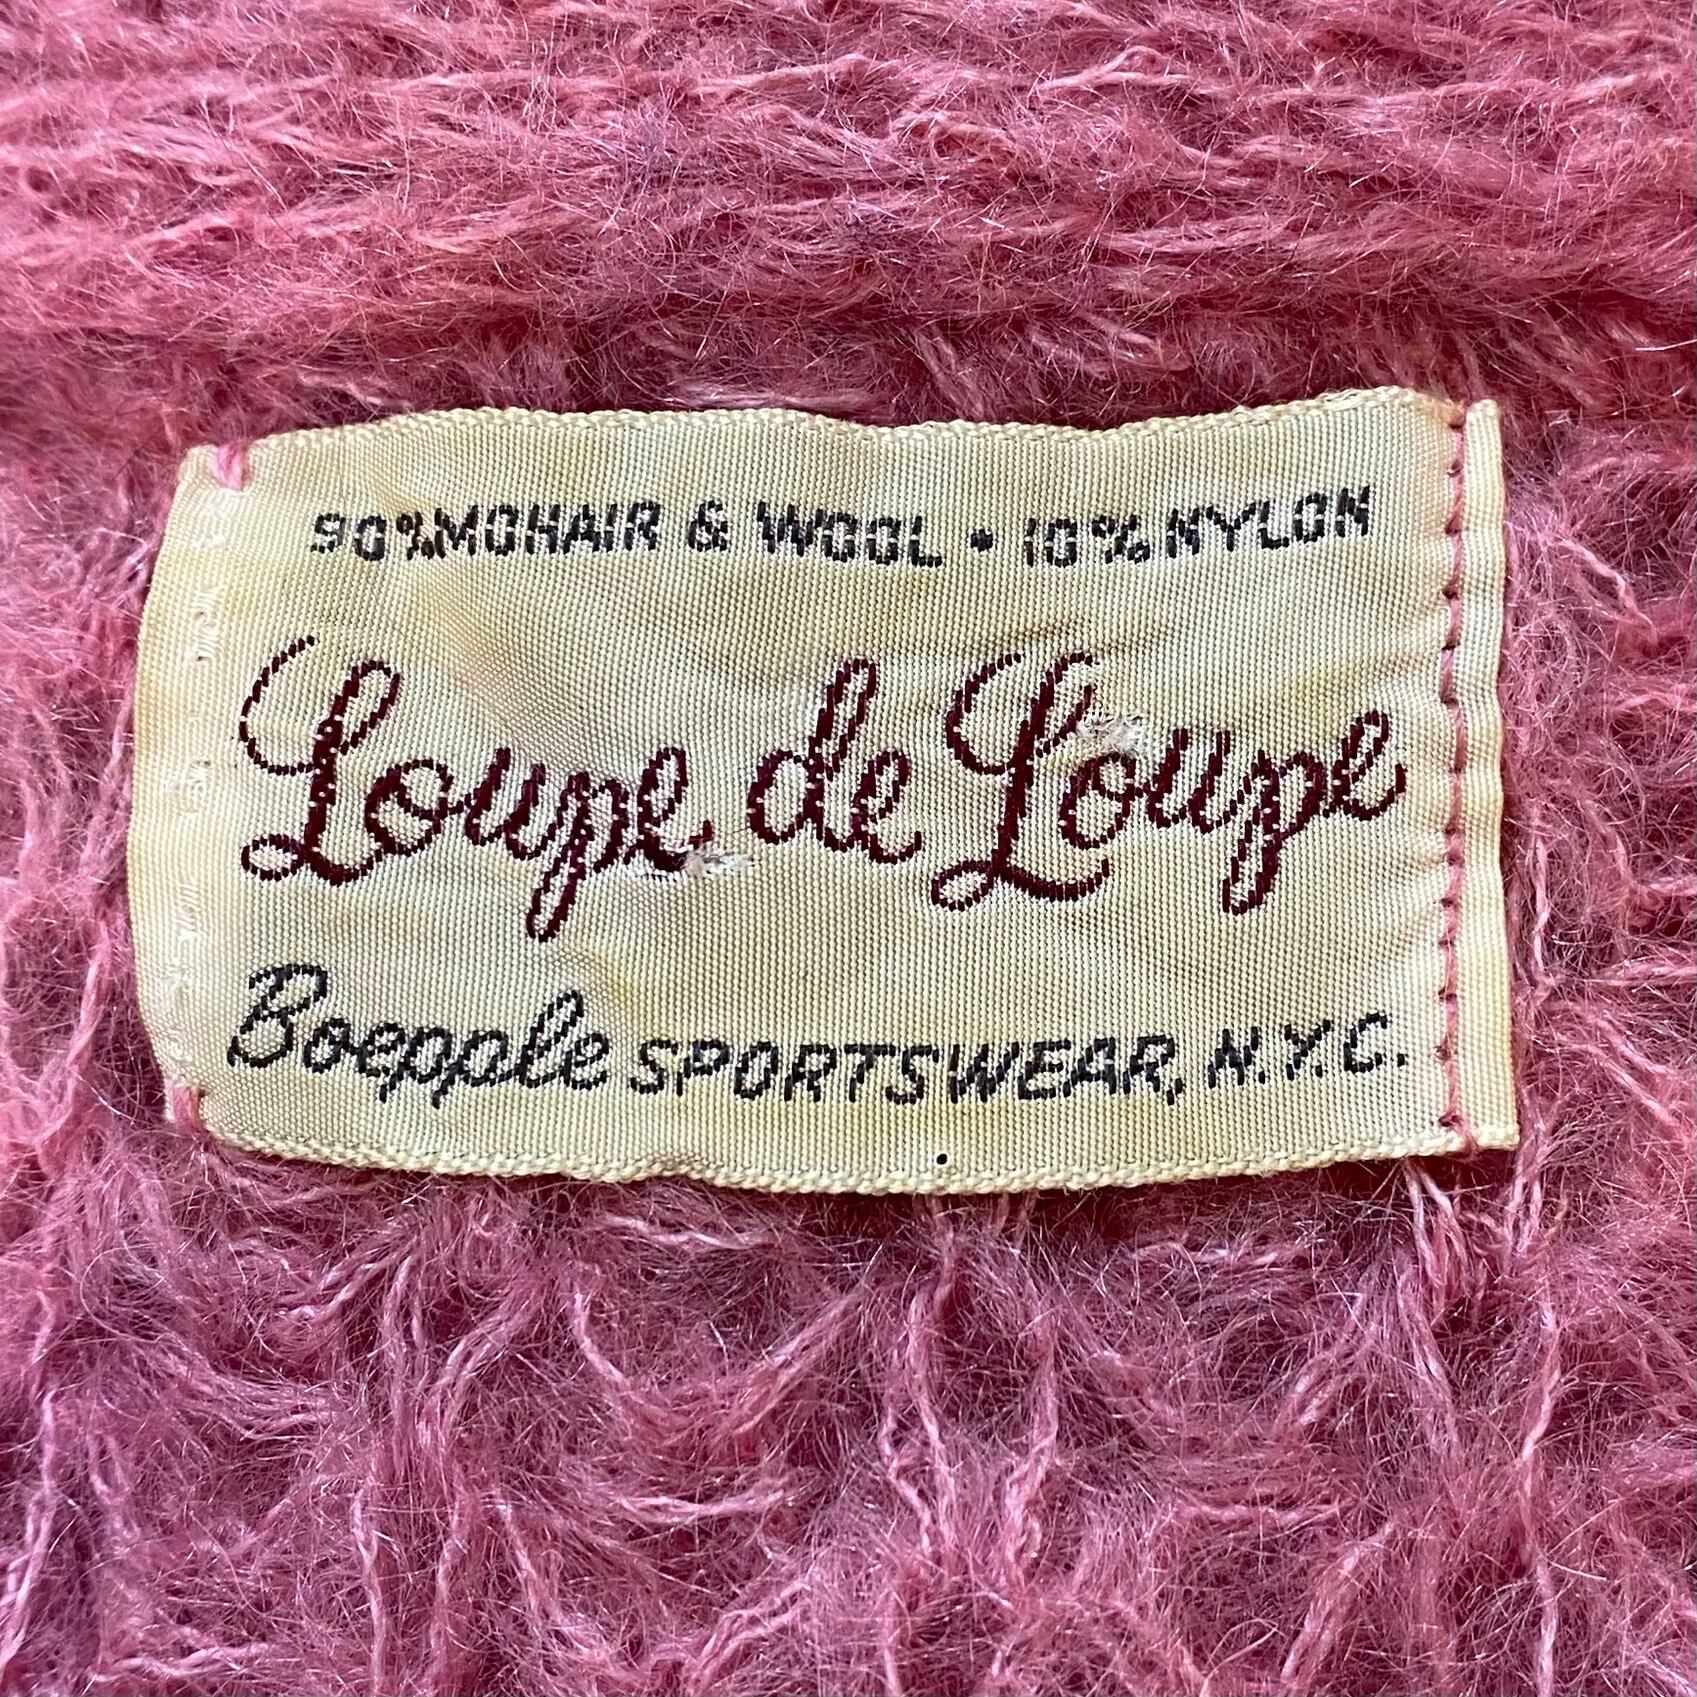 90% MOHAIR & WOOL • 10% NYLON
Loupe de Loupe
Boepple SPORTSWEAR, N.Y.C.